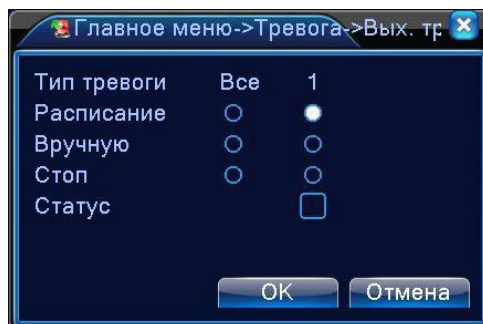 Главное меню->Тревога->Вых. тр
Тип тревоги Все 1
Расписание
Вручную
Стоп
Статус
OK Отмена